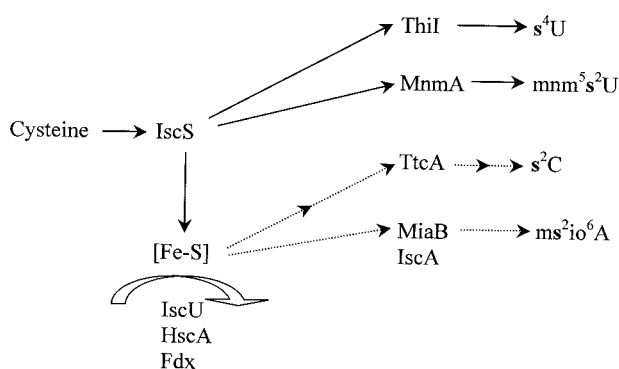 ThiI s⁴U
MnmA mnm⁵s²U
Cysteine IscS
TtcA s²C
[Fe-S] MiaB ms²io⁶A
IscA
IscU
HscA
Fdx